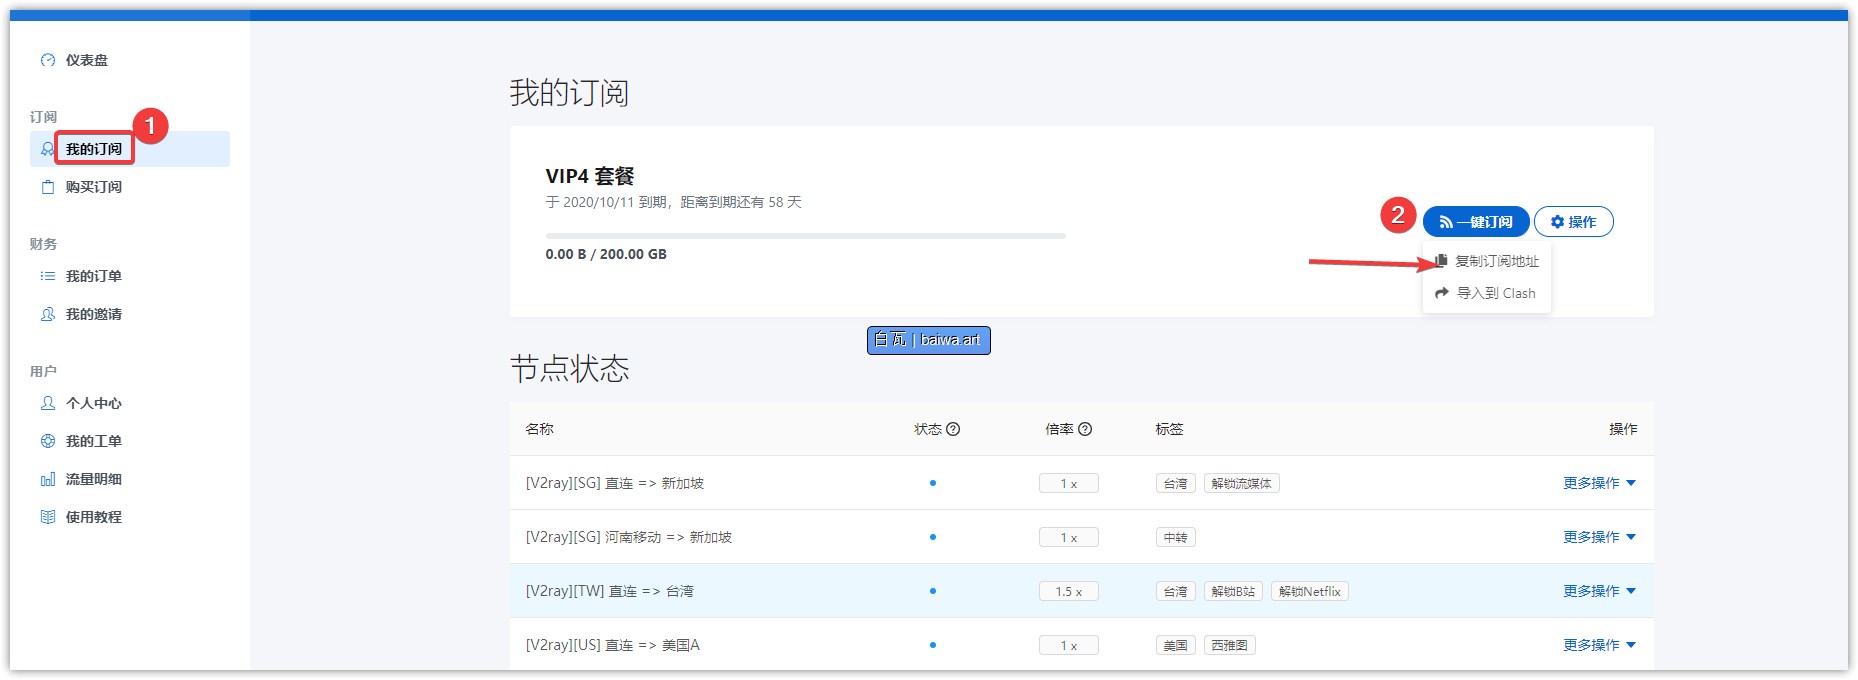 仪表盘
订阅
我的订阅
1
购买订阅
财务
我的订单
我的邀请
用户
个人中心
我的工单
流量明细
使用教程
我的订阅
VIP4 套餐
于 2020/10/11 到期，距离到期还有 58 天
0.00 B / 200.00 GB
2
一键订阅
操作
复制订阅地址
导入到 Clash
白瓦 | baiwa.art
节点状态
名称 状态 倍率 标签 操作
[V2ray][SG] 直连 => 新加坡 1 x 台湾 解锁流媒体 更多操作
[V2ray][SG] 河南移动 => 新加坡 1 x 中转 更多操作
[V2ray][TW] 直连 => 台湾 1.5 x 台湾 解锁B站 解锁Netflix 更多操作
[V2ray][US] 直连 => 美国A 1 x 美国 西雅图 更多操作